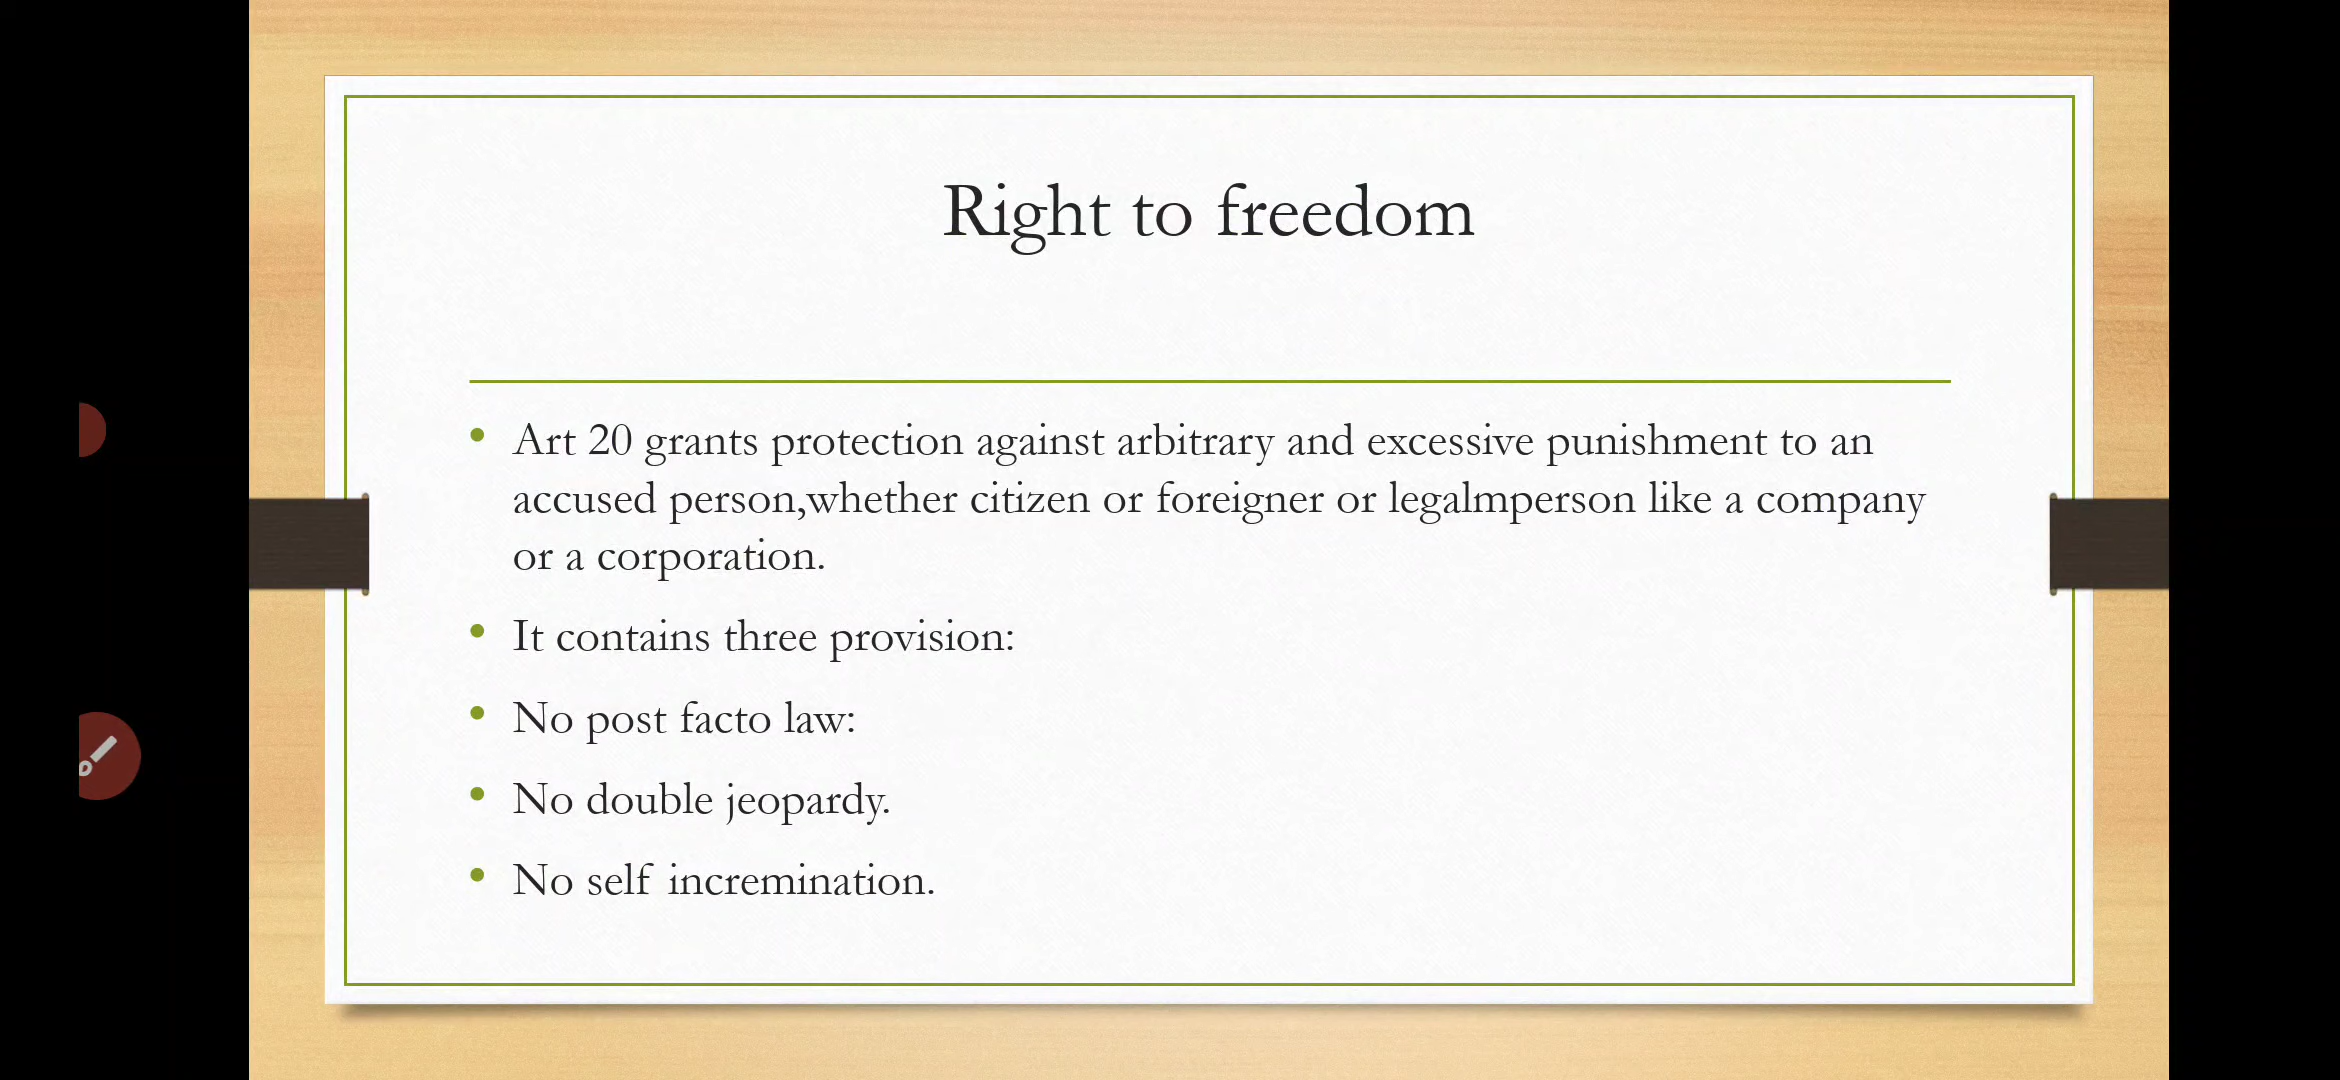 Right to freedom
• Art 20 grants protection against arbitrary and excessive punishment to an
accused person,whether citizen or foreigner or legalmperson like a company
or a corporation.
• It contains three provision:
• No post facto law:
• No double jeopardy.
• No self incremination.